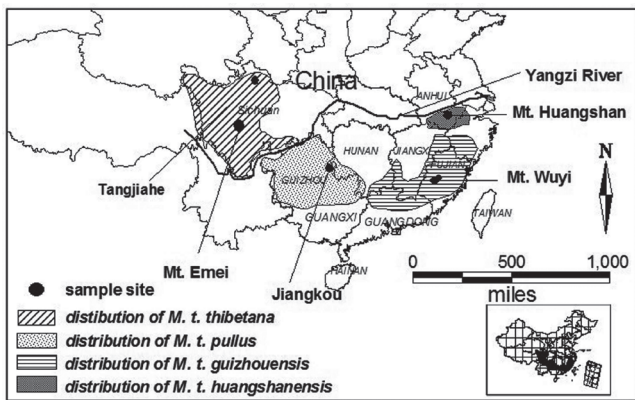 China
Yangzi River
ANHUI
Mt. Huangshan
Sichuan
HUNAN
JIANGXI
FUJIAN
N
Tangjiahe
GUIZHOU
Mt. Wuyi
GUANGXI
GUANGDONG
TAIWAN
Mt. Emei
HAINAN
Jiangkou
0 500 1,000
miles
sample site
distibution of M. t. thibetana
distribution of M. t. pullus
distribution of M. t. guizhouensis
distribution of M. t. huangshanensis